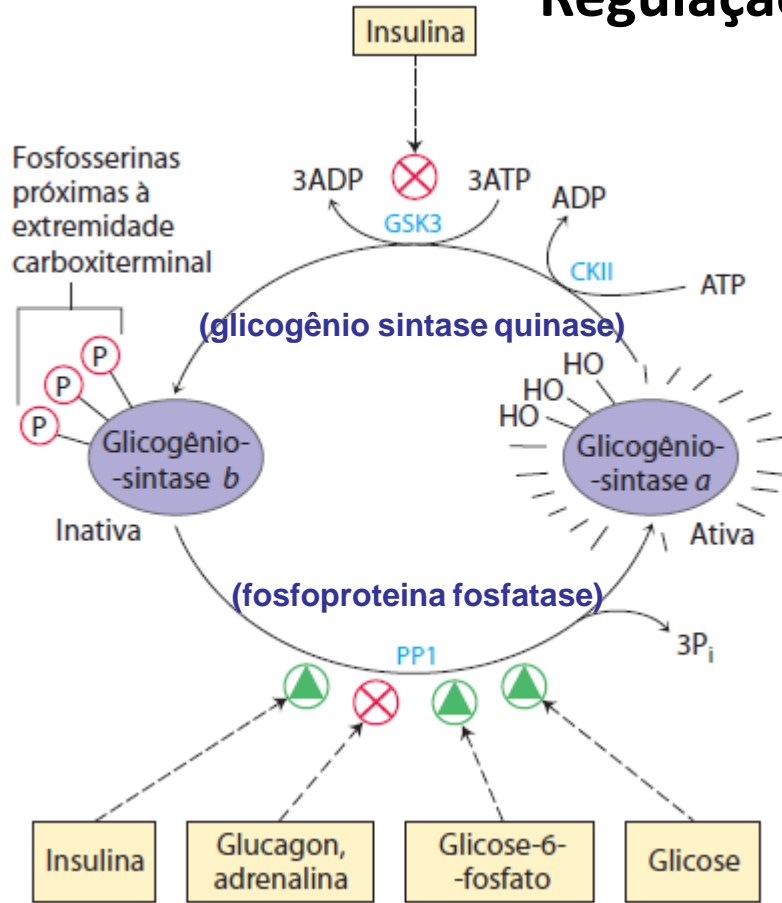 Regulação
Insulina
Fosfosserinas
próximas à
extremidade
carboxiterminal
3ADP
3ATP
GSK3
ADP
CKII
ATP
(glicogênio sintase quinase)
P
P
P
HO
HO
HO
Glicogênio-
-sintase b
Inativa
Glicogênio-
-sintase a
Ativa
(fosfoproteina fosfatase)
PP1
3Pi
Insulina
Glucagon,
adrenalina
Glicose-6-
-fosfato
Glicose